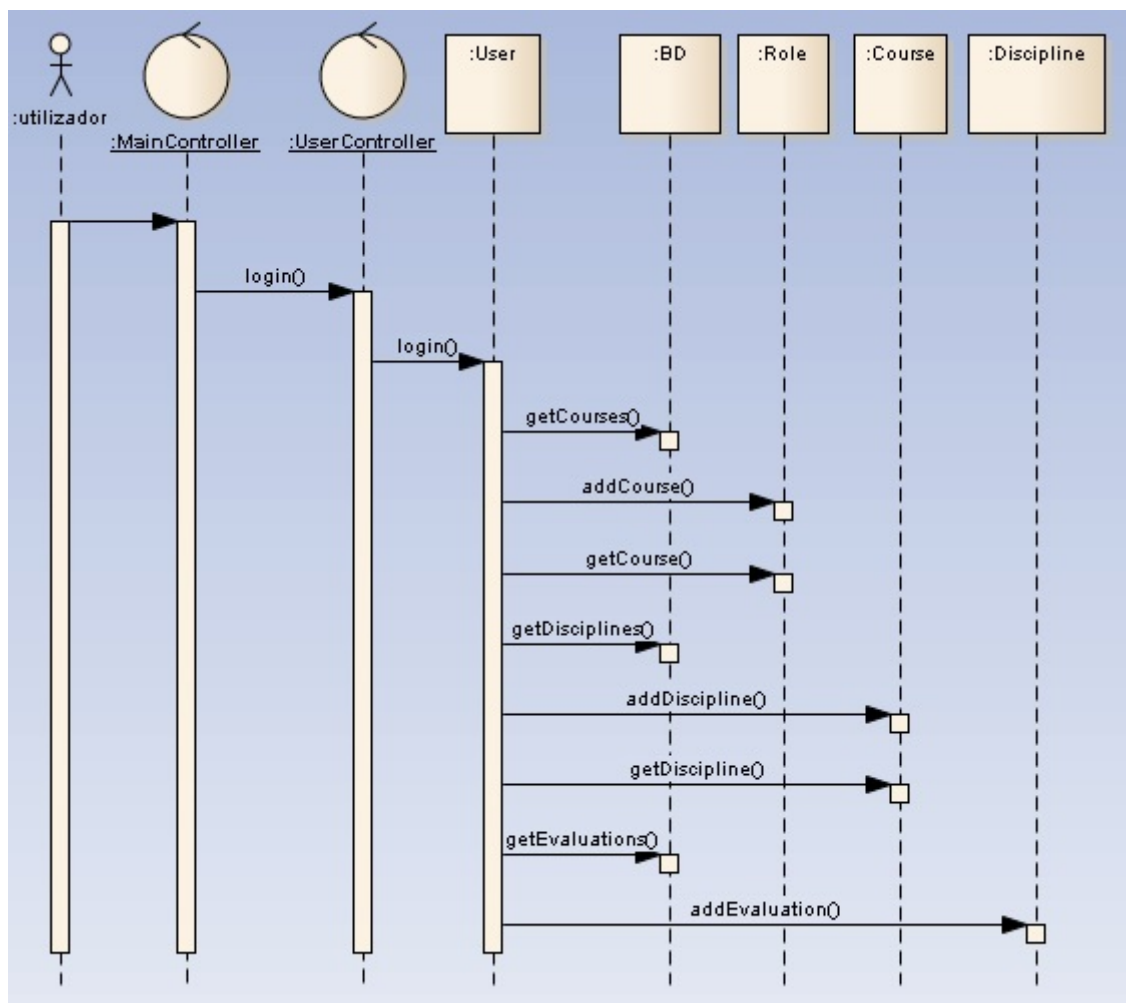 :User
:BD
:Role
:Course
:Discipline
:utilizador
:MainController
:UserController
login()
login()
getCourses()
addCourse()
getCourse()
getDisciplines()
addDiscipline()
getDiscipline()
getEvaluations()
addEvaluation()